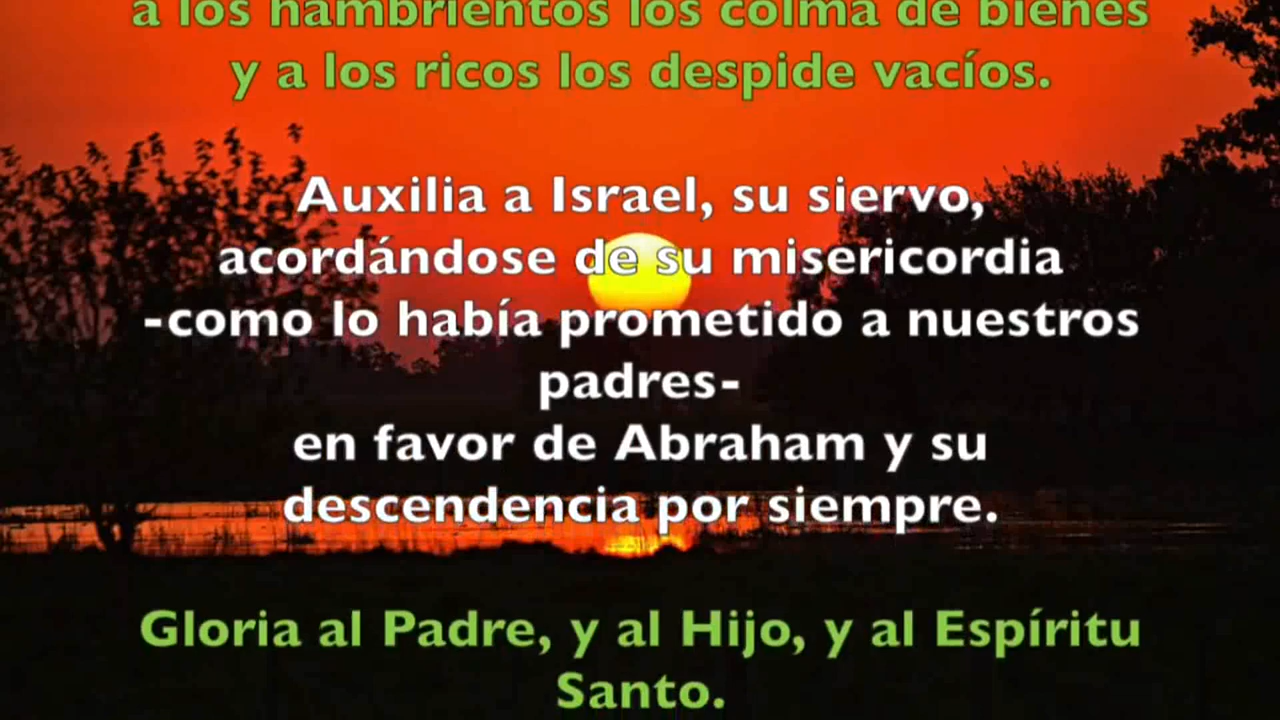 a los hambrientos los colma de bienes
y a los ricos los despide vacíos.
Auxilia a Israel, su siervo,
acordándose de su misericordia
-como lo había prometido a nuestros
padres-
en favor de Abraham y su
descendencia por siempre.
Gloria al Padre, y al Hijo, y al Espíritu
Santo.